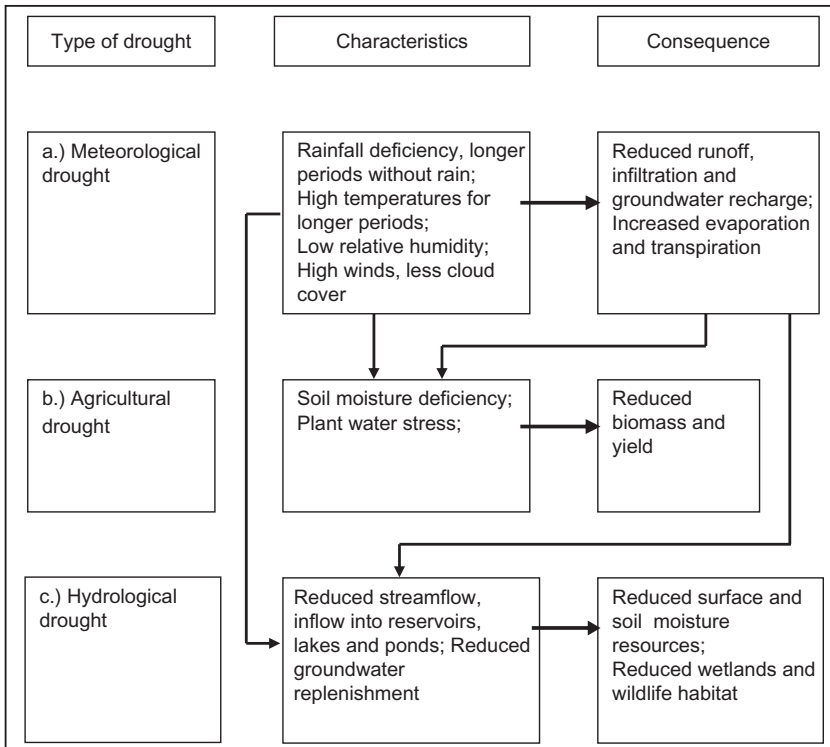 Type of drought
Characteristics
Consequence
a.) Meteorological
drought
Rainfall deficiency, longer
periods without rain;
High temperatures for
longer periods;
Low relative humidity;
High winds, less cloud
cover
Reduced runoff,
infiltration and
groundwater recharge;
Increased evaporation
and transpiration
b.) Agricultural
drought
Soil moisture deficiency;
Plant water stress;
Reduced
biomass and
yield
c.) Hydrological
drought
Reduced streamflow,
inflow into reservoirs,
lakes and ponds; Reduced
groundwater
replenishment
Reduced surface and
soil moisture
resources;
Reduced wetlands and
wildlife habitat